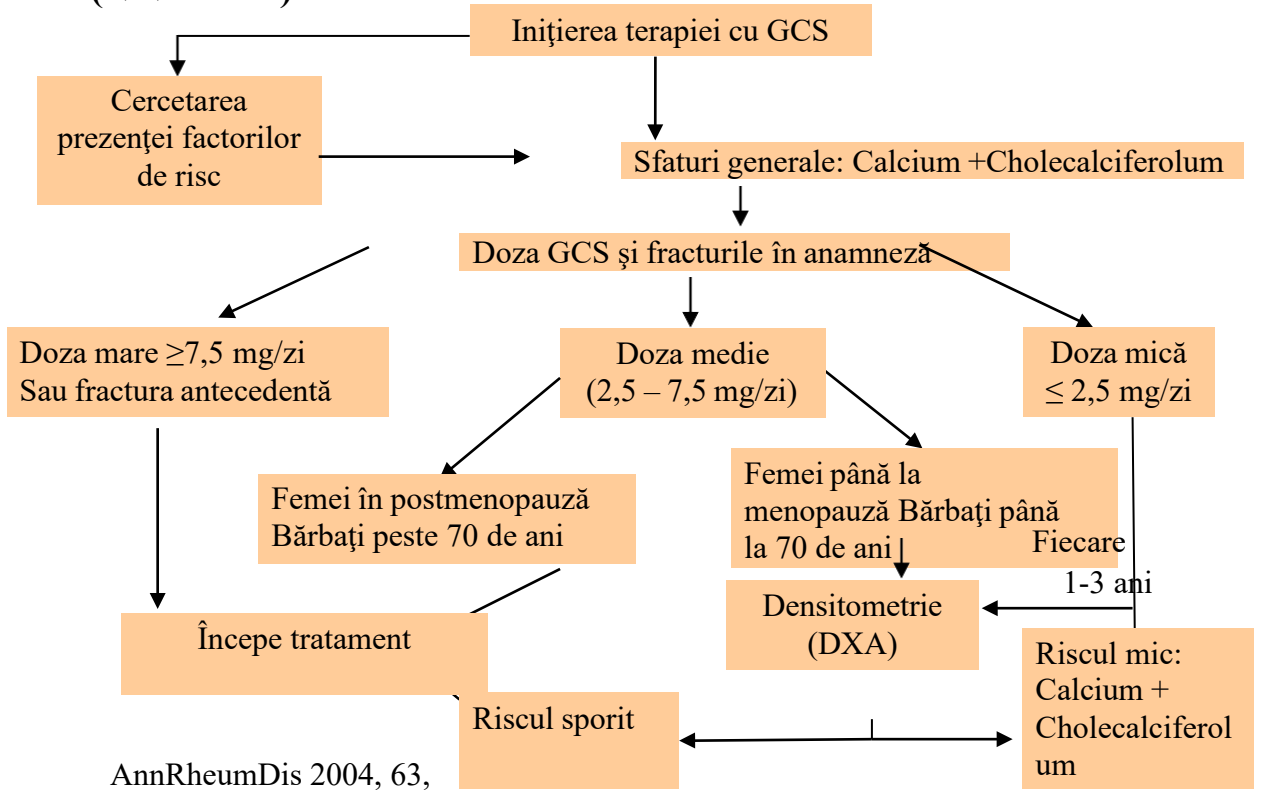 Iniţierea terapiei cu GCS
Cercetarea
prezenţei factorilor
de risc
Sfaturi generale: Calcium +Cholecalciferolum
Doza GCS şi fracturile în anamneză
Doza mare ≥7,5 mg/zi
Sau fractura antecedentă
Doza medie
(2,5 – 7,5 mg/zi)
Doza mică
≤ 2,5 mg/zi
Femei în postmenopauză
Bărbaţi peste 70 de ani
Femei până la
menopauză Bărbaţi până
la 70 de ani
Fiecare
1-3 ani
Densitometrie
(DXA)
Începe tratament
Riscul mic:
Calcium +
Cholecalciferol
um
Riscul sporit
AnnRheumDis 2004, 63,